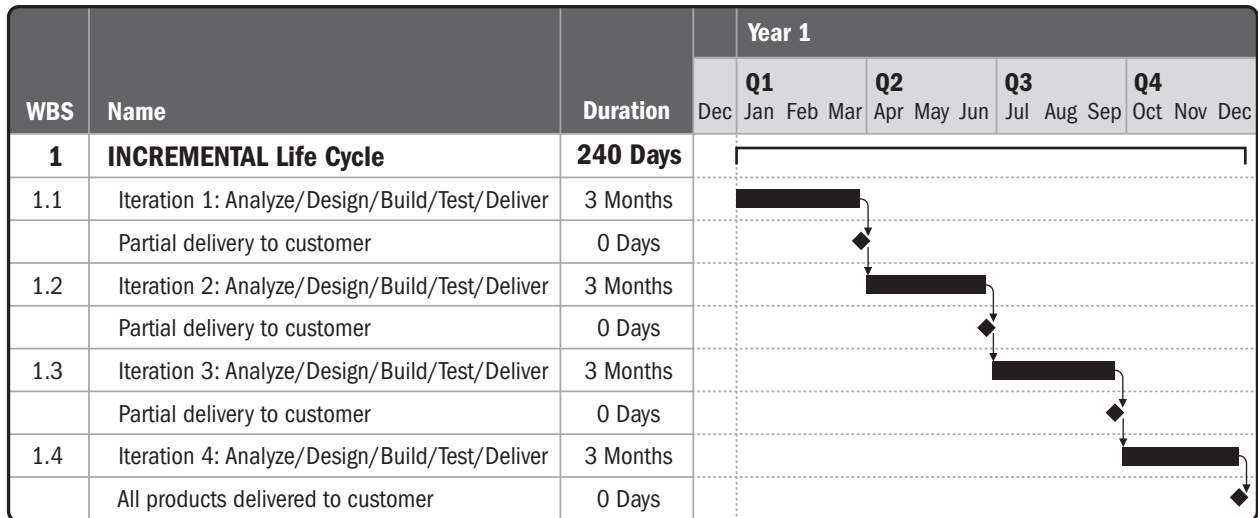 Year 1
Q1 Q2 Q3 Q4
WBS Name Duration Dec Jan Feb Mar Apr May Jun Jul Aug Sep Oct Nov Dec
1 INCREMENTAL Life Cycle 240 Days
1.1 Iteration 1: Analyze/Design/Build/Test/Deliver 3 Months
Partial delivery to customer 0 Days
1.2 Iteration 2: Analyze/Design/Build/Test/Deliver 3 Months
Partial delivery to customer 0 Days
1.3 Iteration 3: Analyze/Design/Build/Test/Deliver 3 Months
Partial delivery to customer 0 Days
1.4 Iteration 4: Analyze/Design/Build/Test/Deliver 3 Months
All products delivered to customer 0 Days